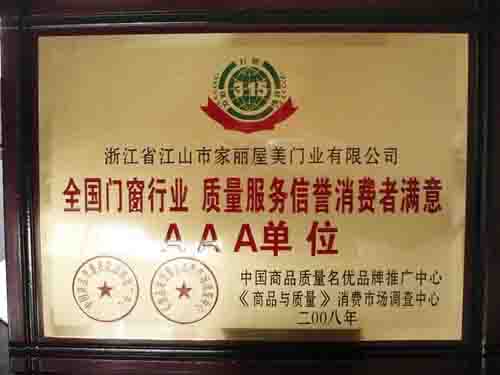 315
浙江省江山市家丽屋美门业有限公司
全国门窗行业 质量服务信誉消费者满意
AAA单位
中国商品质量名优品牌推广中心
《商品与质量》消费市场调查中心
二00八年